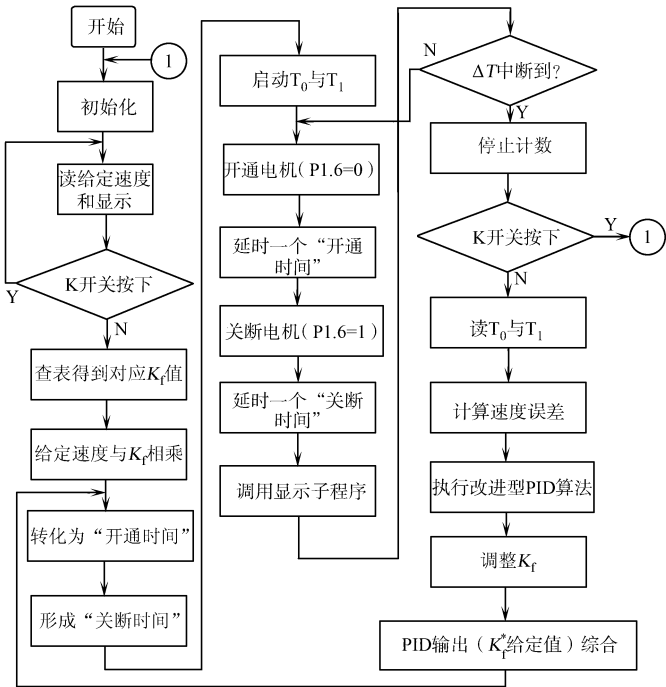 开始
1
初始化
读给定速度
和显示
K开关按下
Y
N
查表得到对应Kf值
给定速度与Kf相乘
转化为“开通时间”
形成“关断时间”
启动T0与T1
开通电机（P1.6=0）
延时一个“开通
时间”
关断电机（P1.6=1）
延时一个“关断
时间”
调用显示子程序
N
ΔT中断到?
Y
停止计数
K开关按下
Y
1
N
读T0与T1
计算速度误差
执行改进型PID算法
调整Kf
PID输出（Kf*给定值）综合